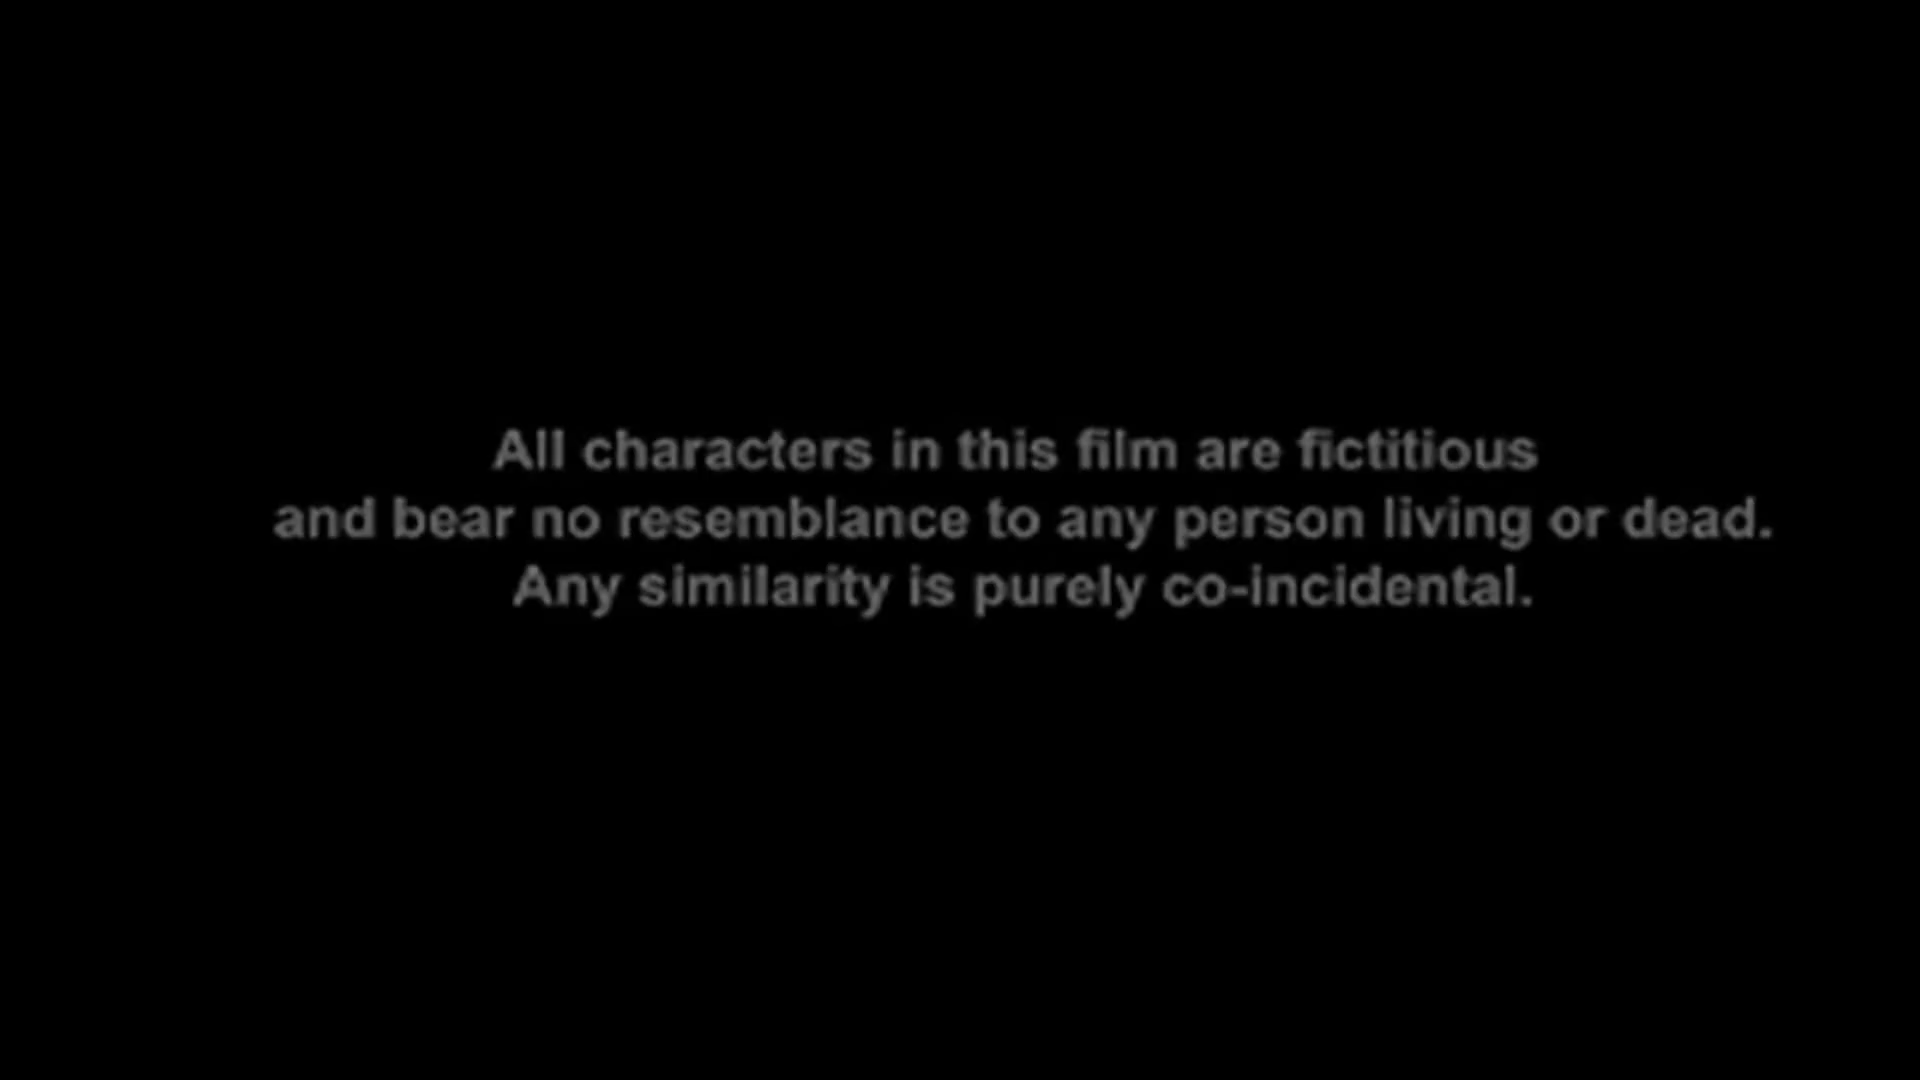 All characters in this film are fictitious
and bear no resemblance to any person living or dead.
Any similarity is purely co-incidental.